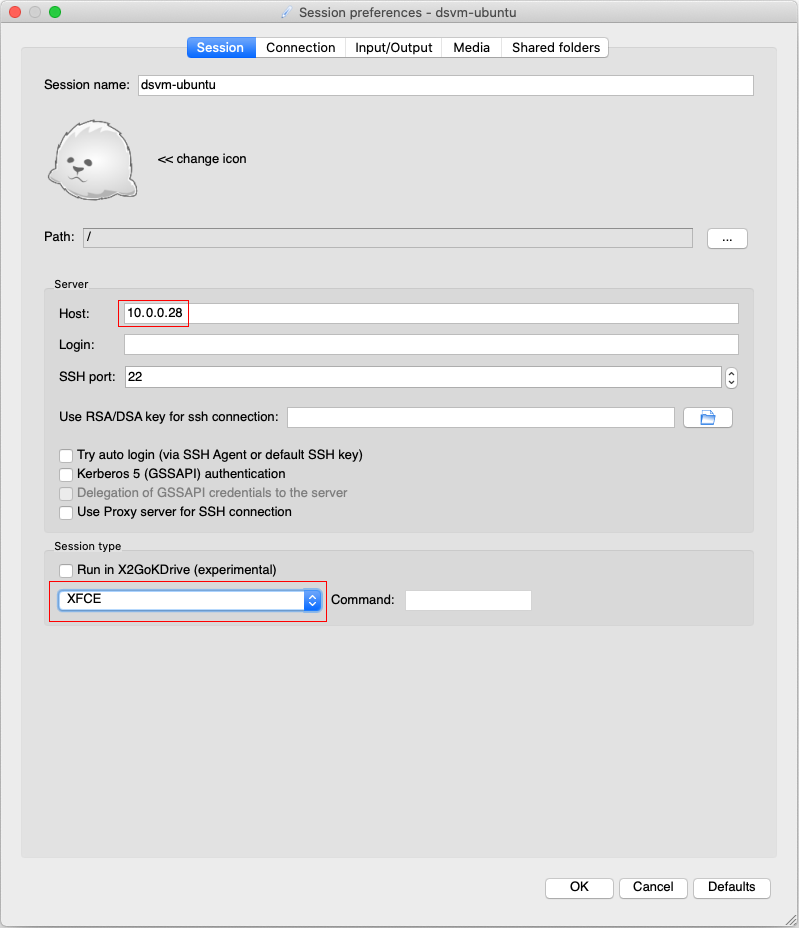 Session preferences - dsvm-ubuntu
Session Connection Input/Output Media Shared folders
Session name: dsvm-ubuntu
<< change icon
Path: / ...
Server
Host: 10.0.0.28
Login:
SSH port: 22
Use RSA/DSA key for ssh connection:
Try auto login (via SSH Agent or default SSH key)
Kerberos 5 (GSSAPI) authentication
Delegation of GSSAPI credentials to the server
Use Proxy server for SSH connection
Session type
Run in X2GoKDrive (experimental)
XFCE Command:
OK Cancel Defaults